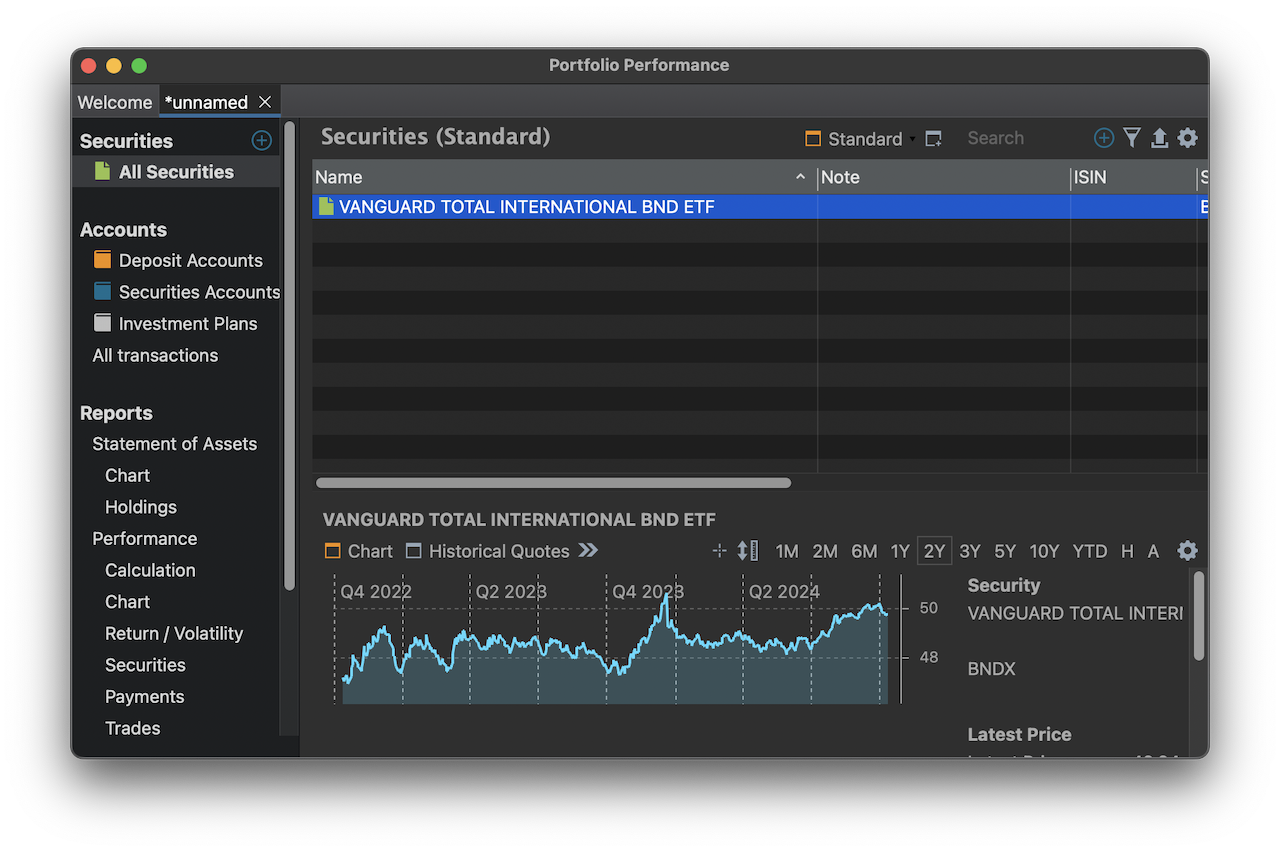 Portfolio Performance
Welcome
*unnamed
Securities
All Securities
Accounts
Deposit Accounts
Securities Accounts
Investment Plans
All transactions
Reports
Statement of Assets
Chart
Holdings
Performance
Calculation
Chart
Return / Volatility
Securities
Payments
Trades
Securities (Standard)
Standard
Search
Name
Note
ISIN
VANGUARD TOTAL INTERNATIONAL BND ETF
VANGUARD TOTAL INTERNATIONAL BND ETF
Chart
Historical Quotes
1M 2M 6M 1Y 2Y 3Y 5Y 10Y YTD H A
Q4 2022 Q2 2023 Q4 2023 Q2 2024
50
48
Security
VANGUARD TOTAL INTERI
BNDX
Latest Price